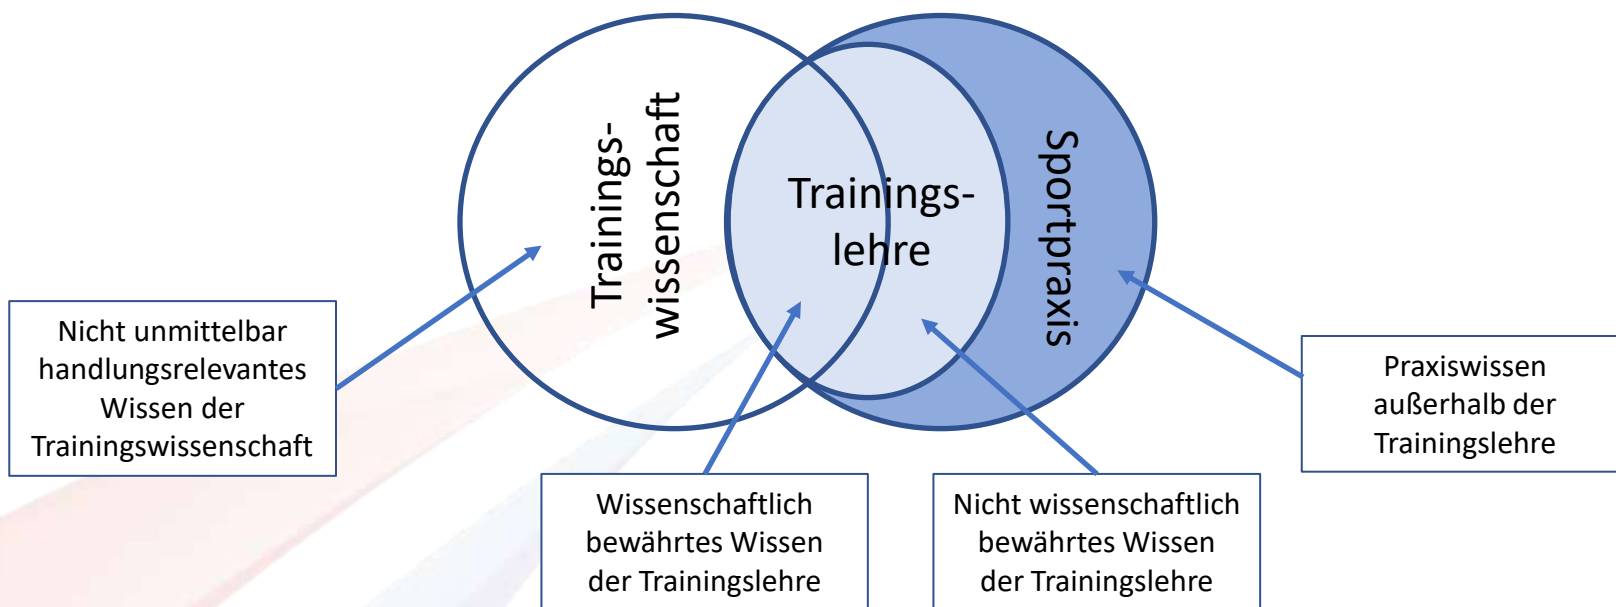 Trainings-
wissenschaft
Trainings-
lehre
Sportpraxis
Nicht unmittelbar
handlungsrelevantes
Wissen der
Trainingswissenschaft
Wissenschaftlich
bewährtes Wissen
der Trainingslehre
Nicht wissenschaftlich
bewährtes Wissen
der Trainingslehre
Praxiswissen
außerhalb der
Trainingslehre